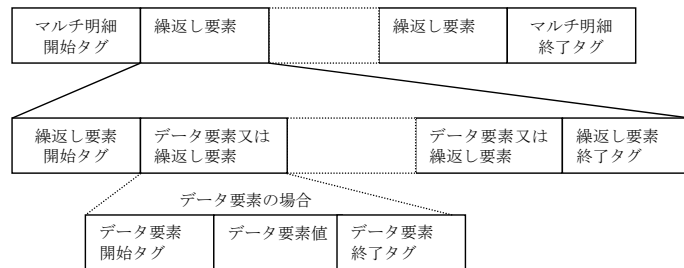 マルチ明細
開始タグ
繰返し要素
繰返し要素
マルチ明細
終了タグ
繰返し要素
開始タグ
データ要素又は
繰返し要素
データ要素又は
繰返し要素
繰返し要素
終了タグ
データ要素の場合
データ要素
開始タグ
データ要素値
データ要素
終了タグ